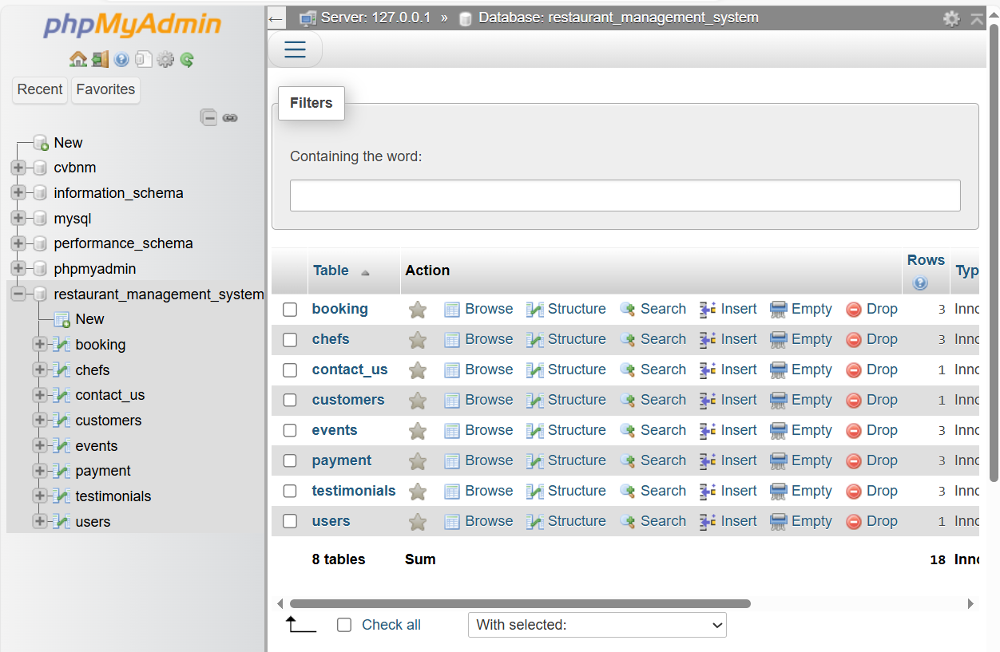 phpMyAdmin
Recent Favorites
New
cvbnm
information_schema
mysql
performance_schema
phpmyadmin
restaurant_management_system
New
booking
chefs
contact_us
customers
events
payment
testimonials
users
Server: 127.0.0.1 » Database: restaurant_management_system
Filters
Containing the word:
Table Action Rows Typ
booking Browse Structure Search Insert Empty Drop 3 Inno
chefs Browse Structure Search Insert Empty Drop 3 Inno
contact_us Browse Structure Search Insert Empty Drop 1 Inno
customers Browse Structure Search Insert Empty Drop 1 Inno
events Browse Structure Search Insert Empty Drop 3 Inno
payment Browse Structure Search Insert Empty Drop 3 Inno
testimonials Browse Structure Search Insert Empty Drop 3 Inno
users Browse Structure Search Insert Empty Drop 1 Inno
8 tables Sum 18 Inno
Check all With selected: